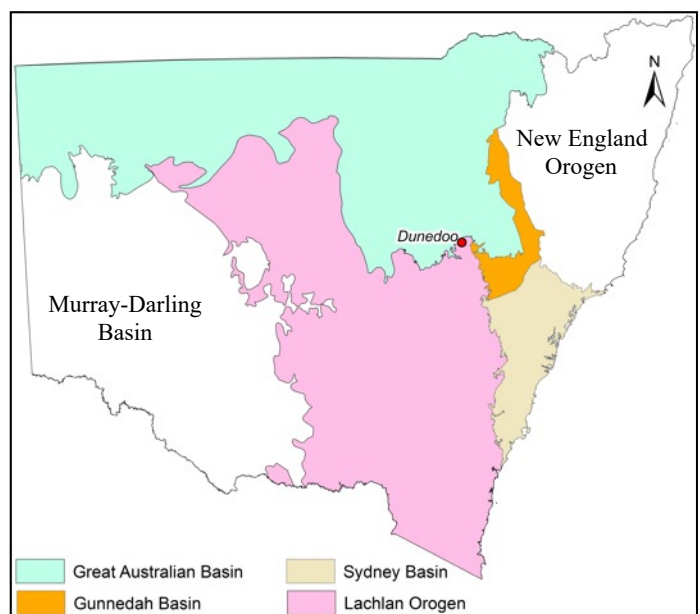 N
New England
Orogen
Dunedoo
Murray-Darling
Basin
Great Australian Basin
Sydney Basin
Gunnedah Basin
Lachlan Orogen